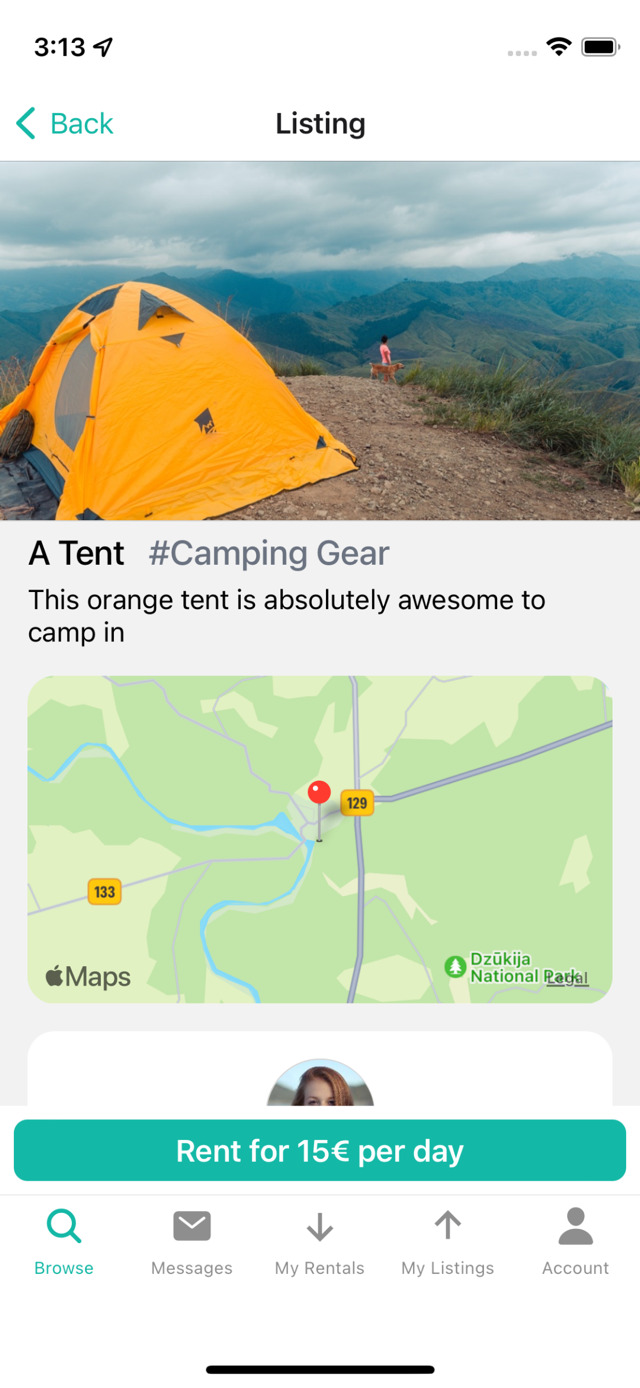 3:13
Back
Listing
A Tent #Camping Gear
This orange tent is absolutely awesome to
camp in
129
133
Dzūkija
National Park
Maps
Legal
Rent for 15€ per day
Browse
Messages
My Rentals
My Listings
Account